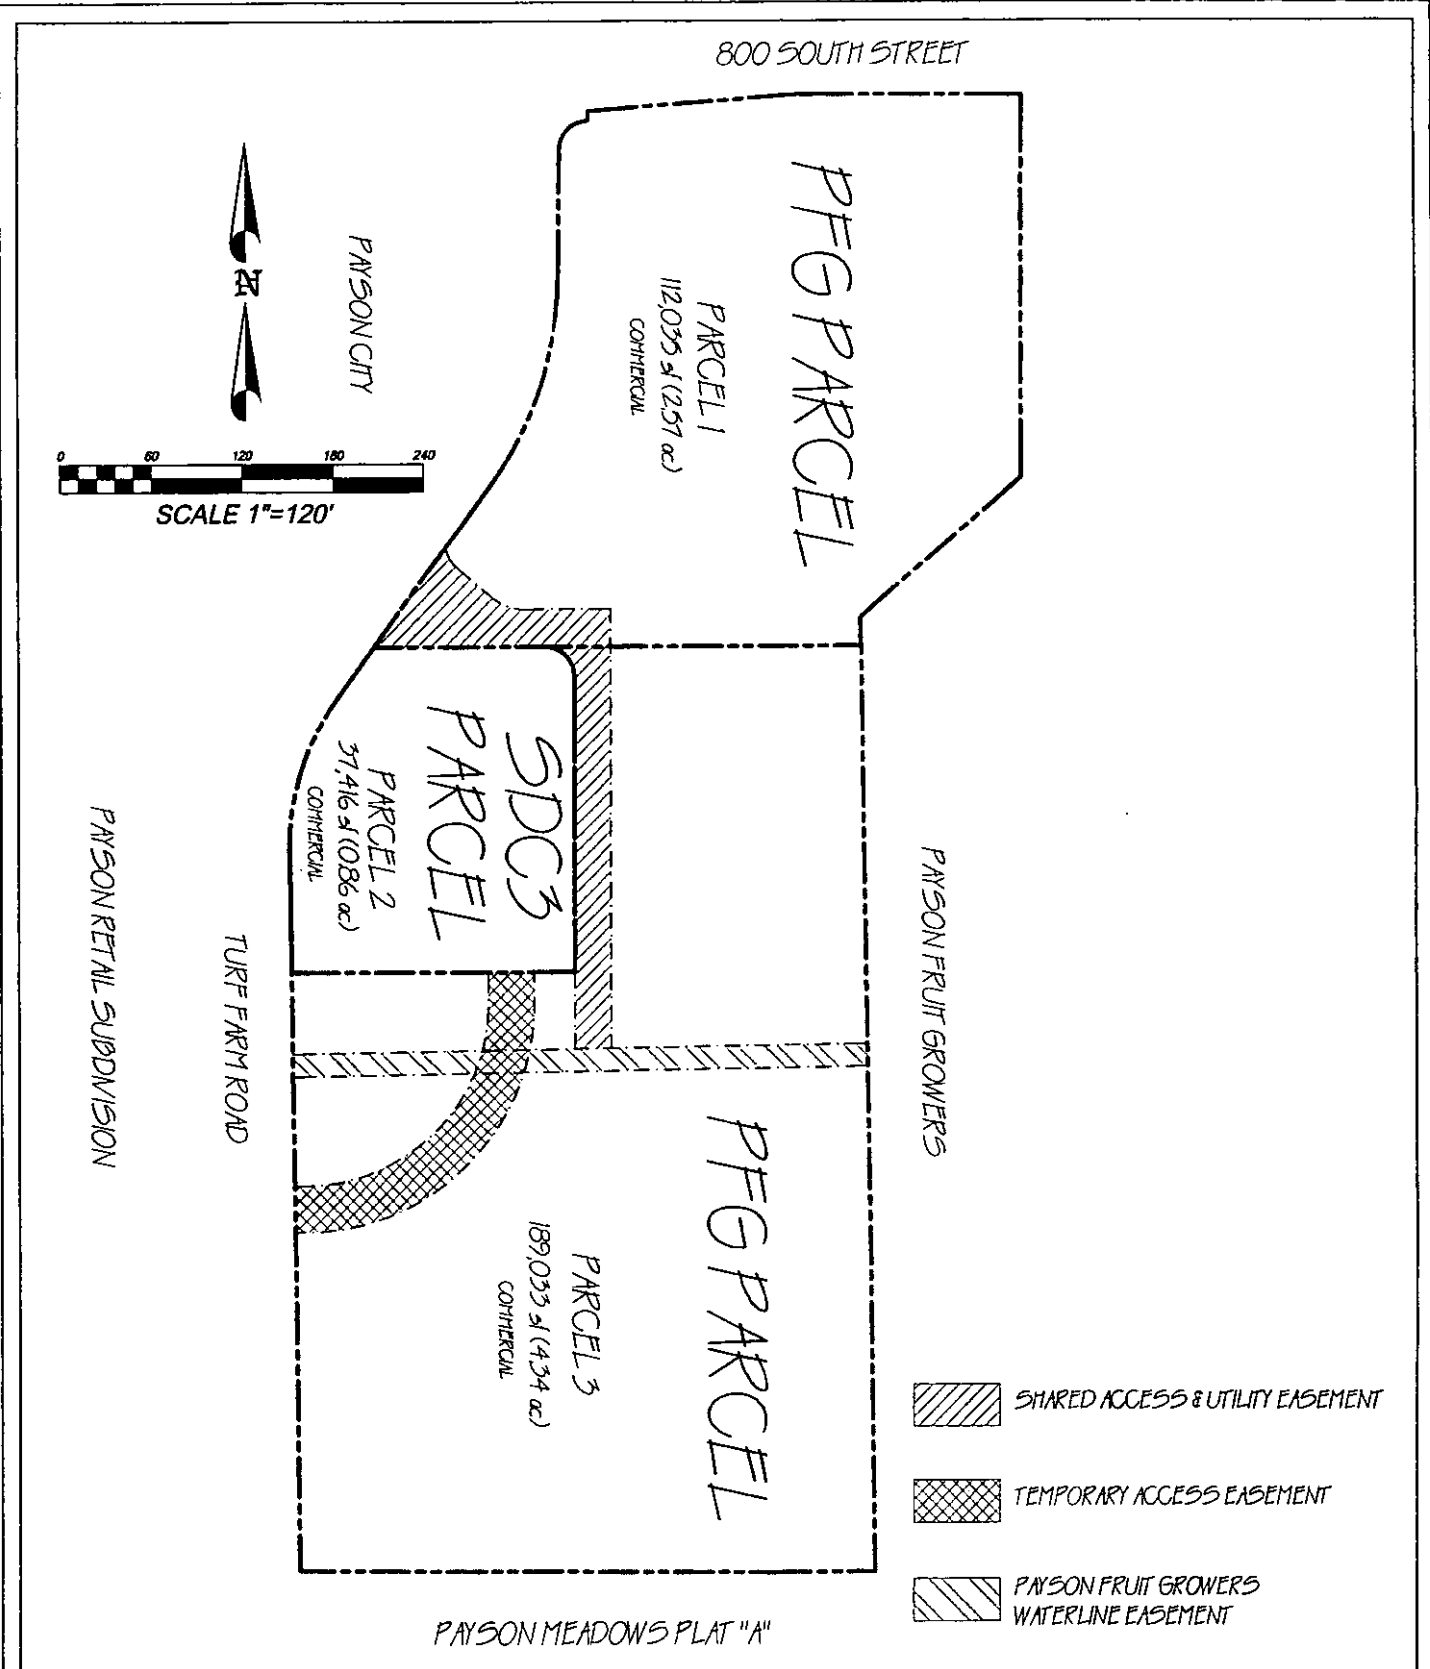 800 SOUTH STREET
PFG PARCEL
PARCEL 1
112,035 sf (2.57 ac)
COMMERCIAL
PAYSON CITY
N
0 60 120 180 240
SCALE 1"=120'
SDC3
PARCEL
PARCEL 2
37,416 sf (0.86 ac)
COMMERCIAL
PAYSON RETAIL SUBDIVISION
TURF FARM ROAD
PAYSON FRUIT GROWERS
PFG PARCEL
PARCEL 3
189,033 sf (4.34 ac)
COMMERCIAL
SHARED ACCESS & UTILITY EASEMENT
TEMPORARY ACCESS EASEMENT
PAYSON FRUIT GROWERS
WATERLINE EASEMENT
PAYSON MEADOWS PLAT "A"